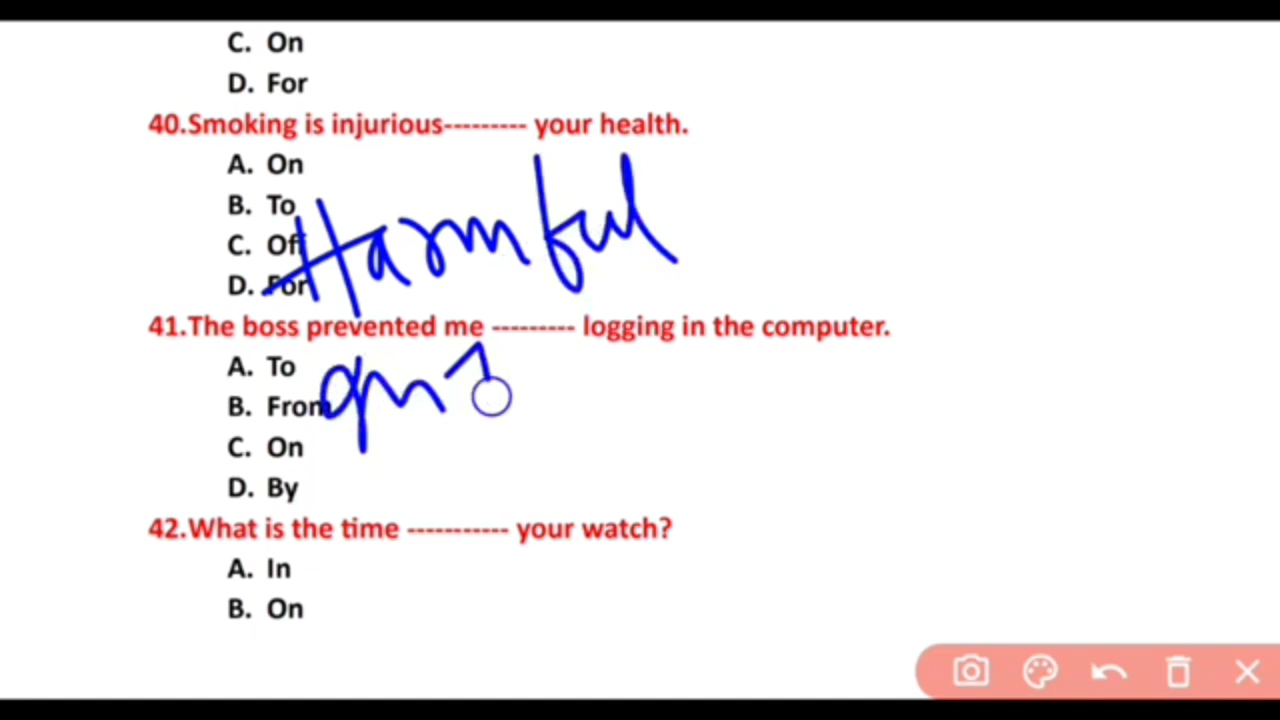 C. On
D. For
40.Smoking is injurious--------- your health.
A. On
B. To
C. Off
D. For
Harmful
41.The boss prevented me --------- logging in the computer.
A. To
B. From
C. On
D. By
42.What is the time ----------- your watch?
A. In
B. On